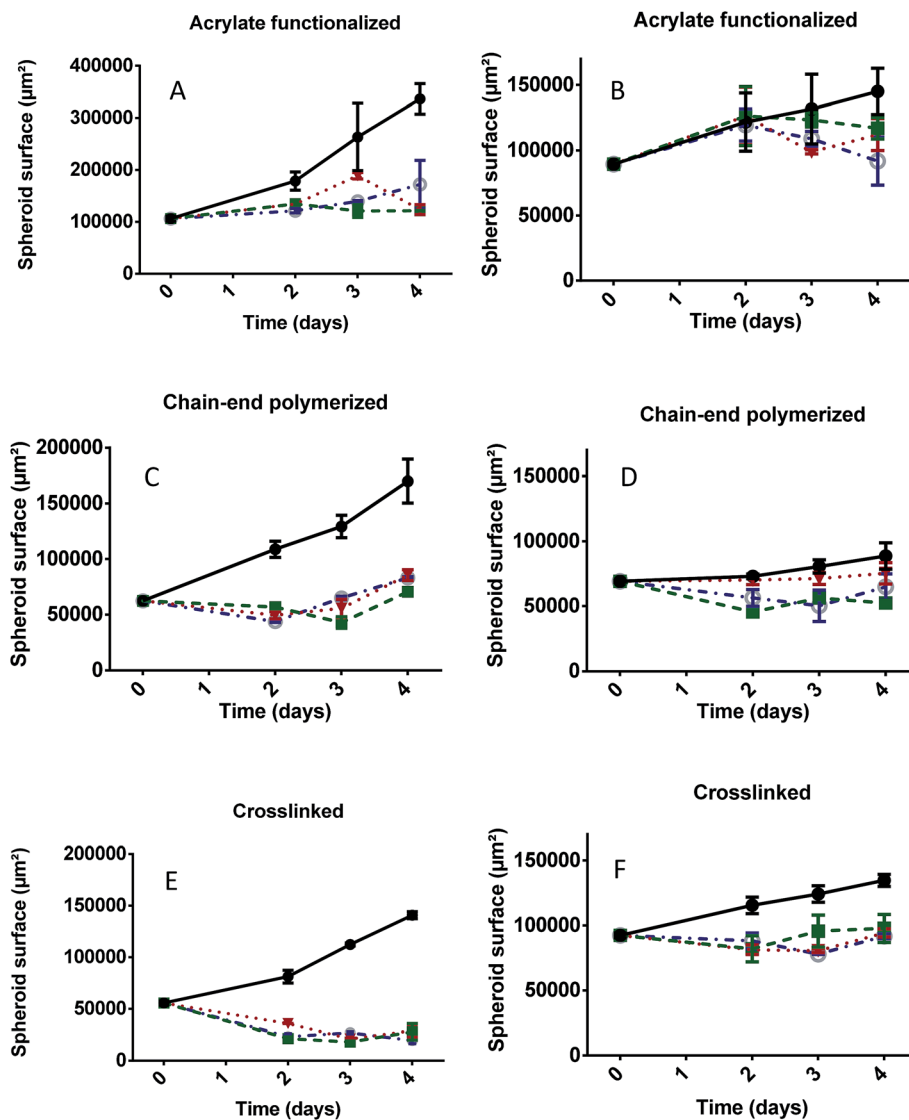 Acrylate functionalized
A
Spheroid surface (µm²)
400000
300000
200000
100000
0
0 1 2 3 4
Time (days)
Acrylate functionalized
B
Spheroid surface (µm²)
150000
100000
50000
0
0 1 2 3 4
Time (days)
Chain-end polymerized
C
Spheroid surface (µm²)
200000
150000
100000
50000
0
0 1 2 3 4
Time (days)
Chain-end polymerized
D
Spheroid surface (µm²)
150000
100000
50000
0
0 1 2 3 4
Time (days)
Crosslinked
E
Spheroid surface (µm²)
200000
150000
100000
50000
0
0 1 2 3 4
Time (days)
Crosslinked
F
Spheroid surface (µm²)
150000
100000
50000
0
0 1 2 3 4
Time (days)